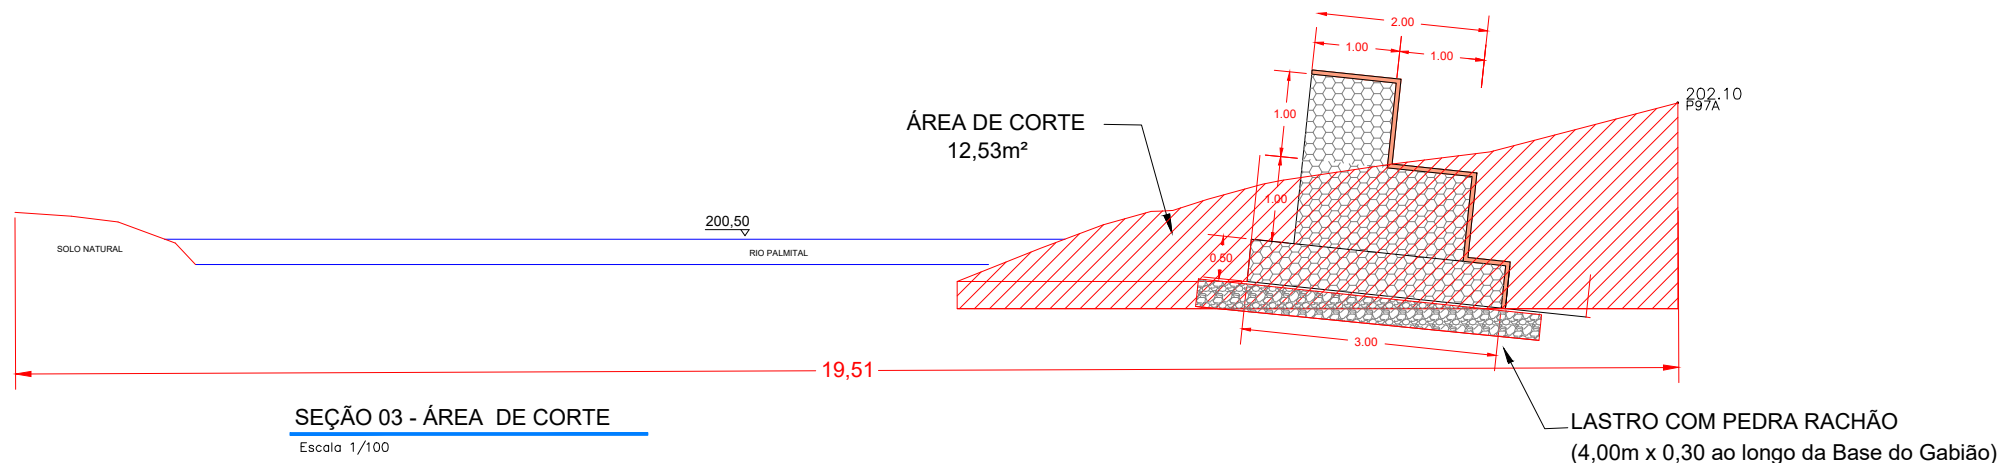 2.00
1.00
1.00
202.10
P97A
1.00
ÁREA DE CORTE
12,53m²
1.00
200,50
SOLO NATURAL
RIO PALMITAL
0.50
3.00
19,51
SEÇÃO 03 - ÁREA  DE CORTE
Escala 1/100
LASTRO COM PEDRA RACHÃO
(4,00m x 0,30 ao longo da Base do Gabião)